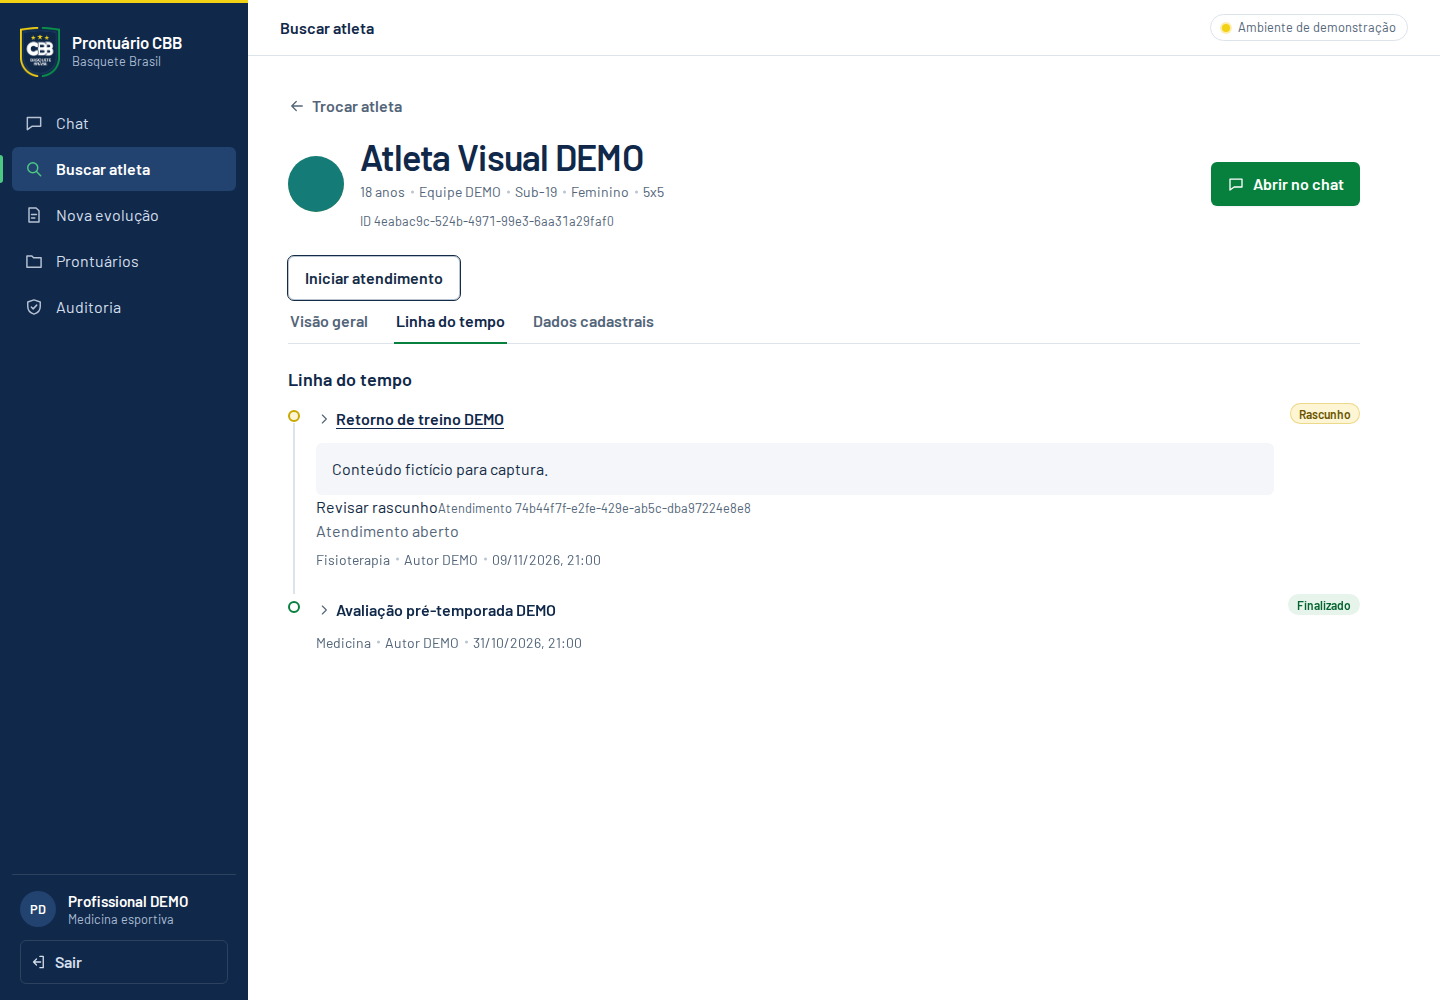 CBB
Prontuário CBB
Basquete Brasil
Chat
Buscar atleta
Nova evolução
Prontuários
Auditoria
PD
Profissional DEMO
Medicina esportiva
Sair
Buscar atleta
Ambiente de demonstração
Trocar atleta
Atleta Visual DEMO
18 anos • Equipe DEMO • Sub-19 • Feminino • 5x5
ID 4eabac9c-524b-4971-99e3-6aa31a29faf0
Abrir no chat
Iniciar atendimento
Visão geral
Linha do tempo
Dados cadastrais
Linha do tempo
Retorno de treino DEMO
Rascunho
Conteúdo fictício para captura.
Revisar rascunhoAtendimento 74b44f7f-e2fe-429e-ab5c-dba97224e8e8
Atendimento aberto
Fisioterapia • Autor DEMO • 09/11/2026, 21:00
Avaliação pré-temporada DEMO
Finalizado
Medicina • Autor DEMO • 31/10/2026, 21:00